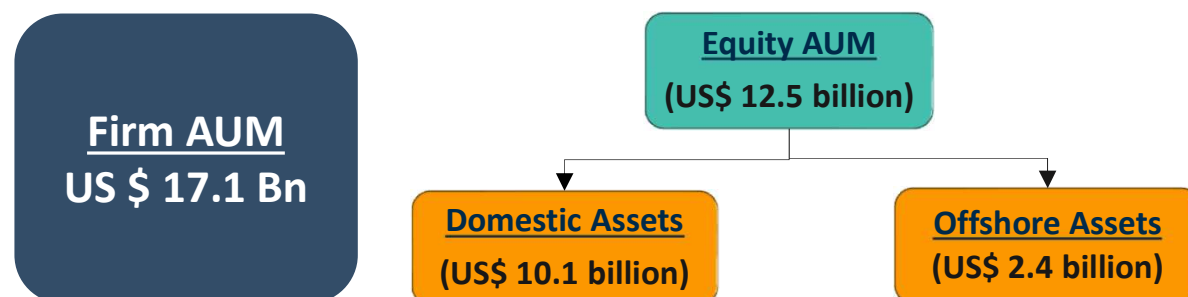 Firm AUM
US $ 17.1 Bn
Equity AUM
(US$ 12.5 billion)
Domestic Assets
(US$ 10.1 billion)
Offshore Assets
(US$ 2.4 billion)